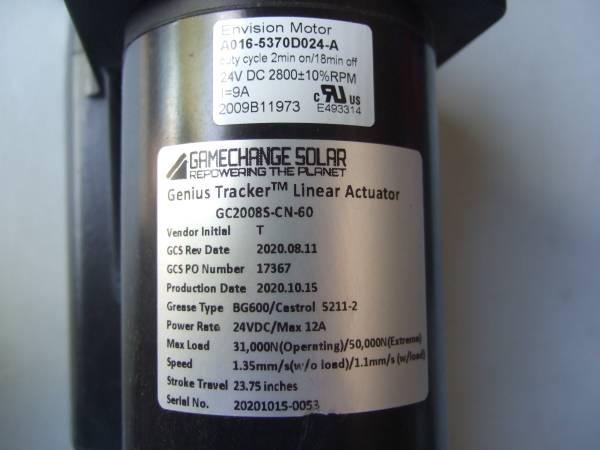 Envision Motor
A016-5370D024-A
duty cycle 2min on/18min off
24V DC 2800±10%RPM
I=9A
2009B11973
c RU US
E493314
GAMECHANGE SOLAR
REPOWERING THE PLANET
Genius Tracker™ Linear Actuator
GC2008S-CN-60
Vendor Initial T
GCS Rev Date 2020.08.11
GCS PO Number 17367
Production Date 2020.10.15
Grease Type BG600/Castrol 5211-2
Power Rate 24VDC/Max 12A
Max Load 31,000N(Operating)/50,000N(Extreme)
Speed 1.35mm/s(w/o load)/1.1mm/s (w/load)
Stroke Travel 23.75 inches
Serial No. 20201015-0053